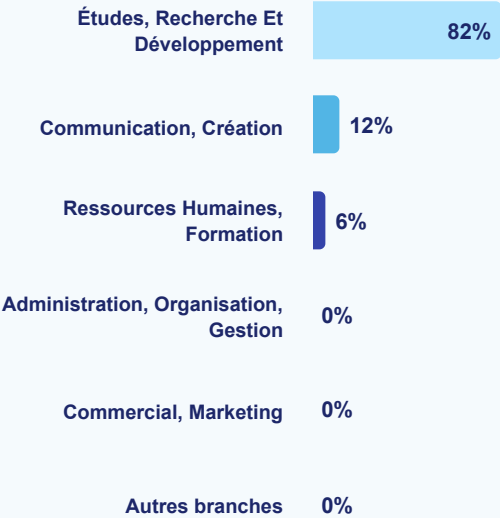 Études, Recherche Et
Développement
82%
Communication, Création
12%
Ressources Humaines,
Formation
6%
Administration, Organisation,
Gestion
0%
Commercial, Marketing
0%
Autres branches
0%